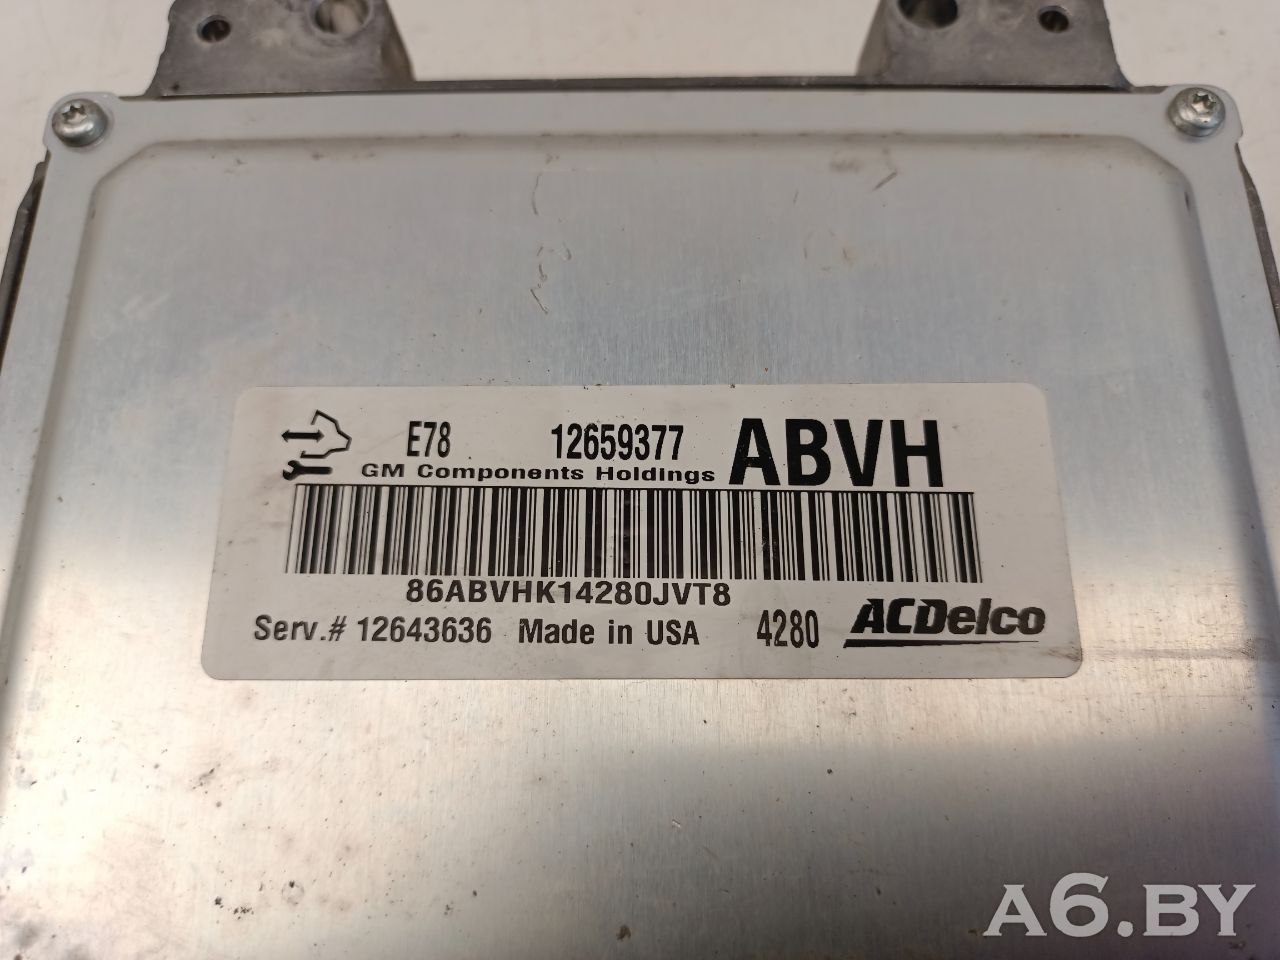 E78 12659377 ABVH
GM Components Holdings
86ABVHK14280JVT8
Serv.# 12643636 Made in USA 4280 ACDelco
A6.BY